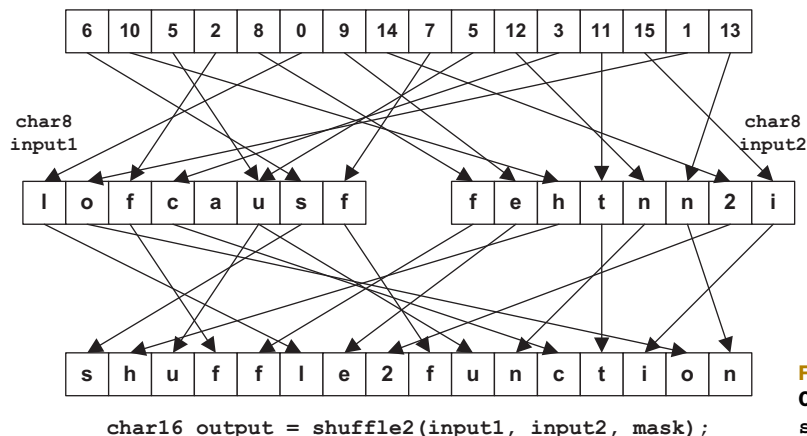 6 10 5 2 8 0 9 14 7 5 12 3 11 15 1 13
char8 char8
input1 input2
l o f c a u s f f e h t n n 2 i
s h u f f l e 2 f u n c t i o n
char16 output = shuffle2(input1, input2, mask);